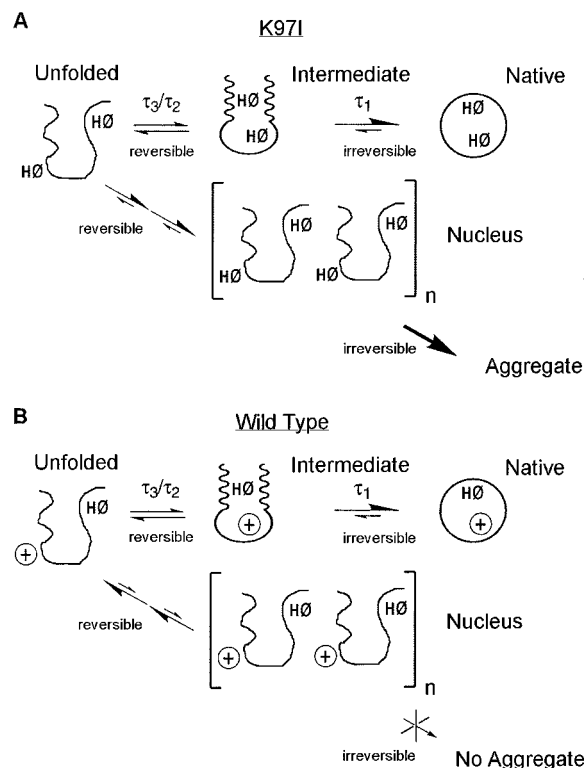 A
K97I
Unfolded
Intermediate
Native
τ3/τ2
τ1
HØ
HØ
HØ
HØ
HØ
HØ
reversible
irreversible
reversible
HØ
HØ
HØ
HØ
Nucleus
n
irreversible
Aggregate
B
Wild Type
Unfolded
Intermediate
Native
τ3/τ2
τ1
HØ
HØ
HØ
+
+
+
reversible
irreversible
reversible
HØ
HØ
+
+
Nucleus
n
irreversible
No Aggregate